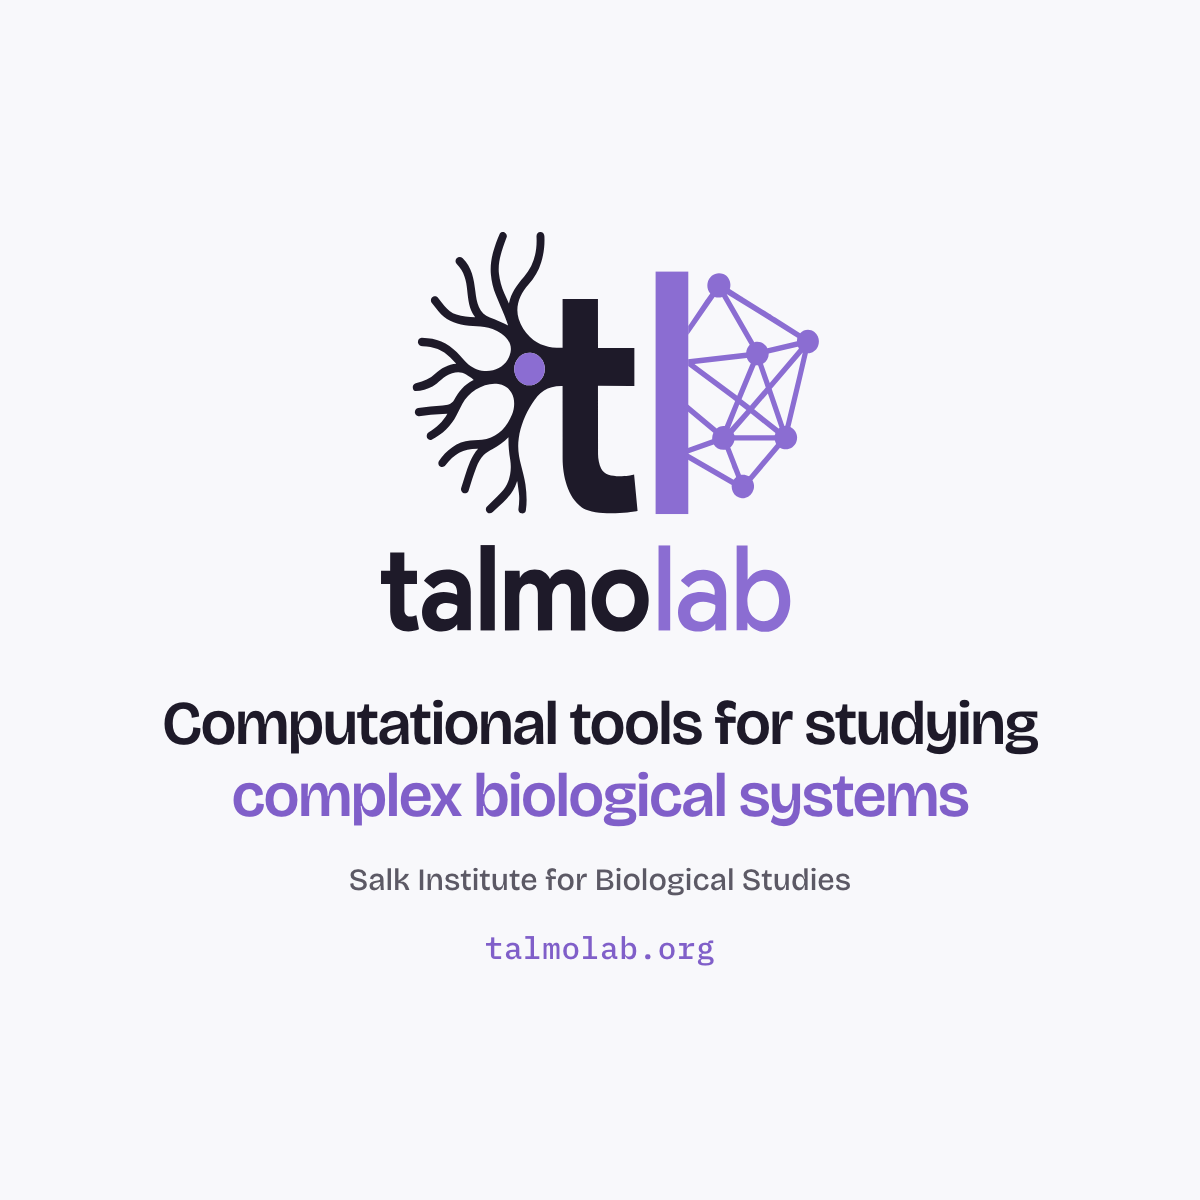 tl
talmolab
Computational tools for studying
complex biological systems
Salk Institute for Biological Studies
talmolab.org